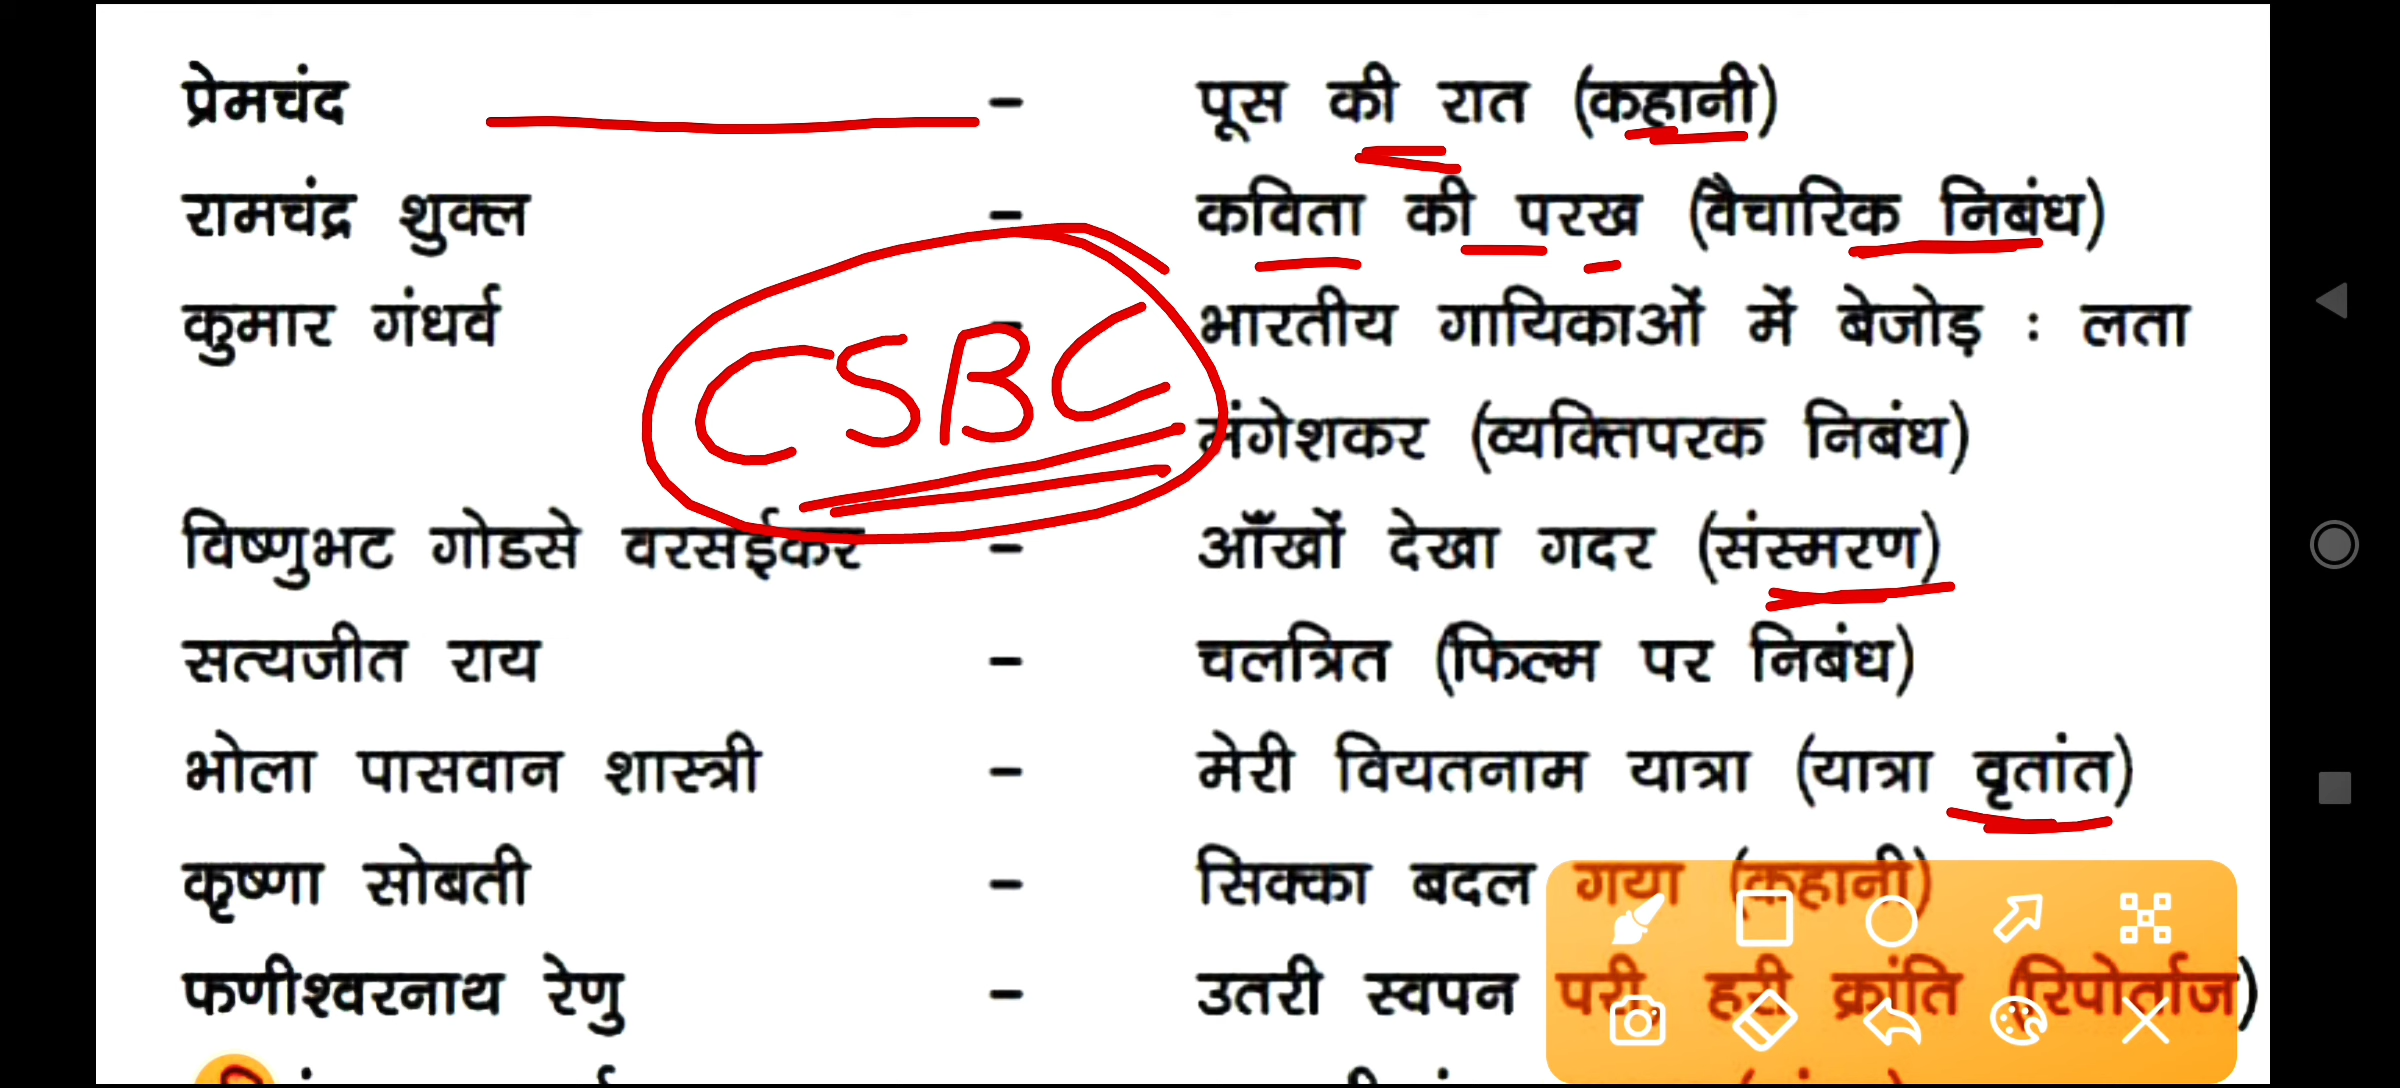 प्रेमचंद - पूस की रात (कहानी)
रामचंद्र शुक्ल - कविता की परख (वैचारिक निबंध)
कुमार गंधर्व - भारतीय गायिकाओं में बेजोड़ : लता
CSBC
मंगेशकर (व्यक्तिपरक निबंध)
विष्णुभट गोडसे वरसईकर - आँखों देखा गदर (संस्मरण)
सत्यजीत राय - चलत्रित (फिल्म पर निबंध)
भोला पासवान शास्त्री - मेरी वियतनाम यात्रा (यात्रा वृतांत)
कृष्णा सोबती - सिक्का बदल गया (कहानी)
फणीश्वरनाथ रेणु - उतरी स्वपन परी, हरी क्रांति (रिपोर्ताज)